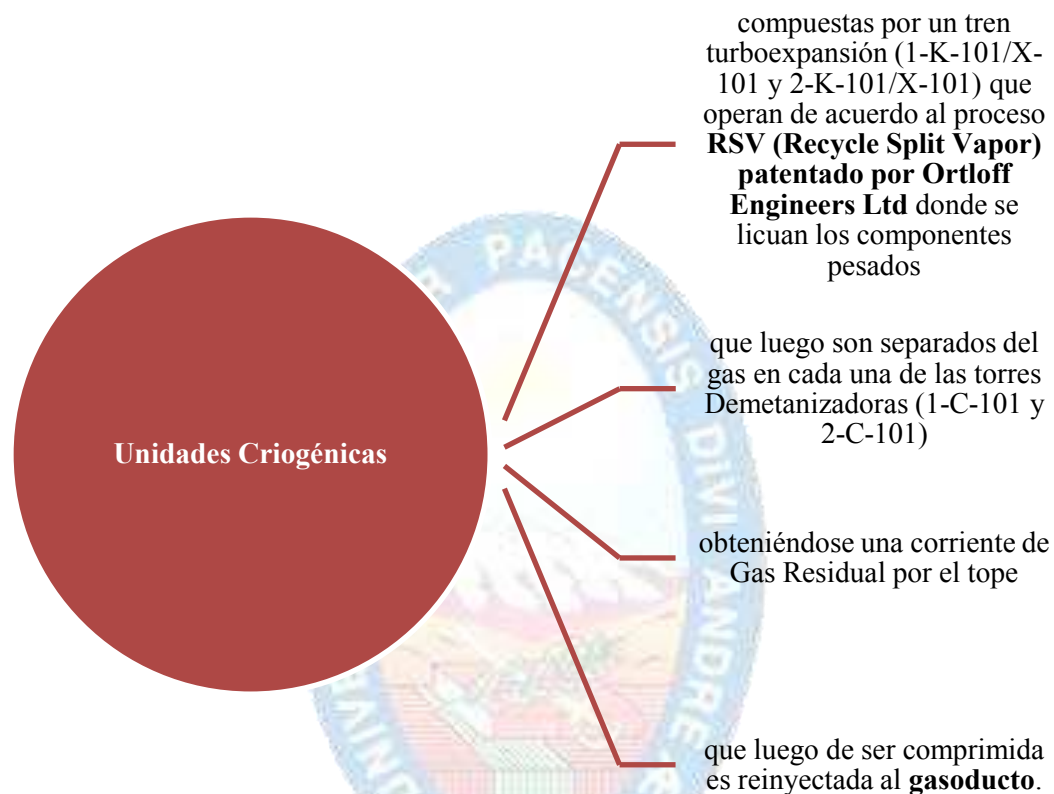 compuestas por un tren
turboexpansión (1-K-101/X-
101 y 2-K-101/X-101) que
operan de acuerdo al proceso
RSV (Recycle Split Vapor)
patentado por Ortloff
Engineers Ltd donde se
licuan los componentes
pesados
Unidades Criogénicas
que luego son separados del
gas en cada una de las torres
Demetanizadoras (1-C-101 y
2-C-101)
obteniéndose una corriente de
Gas Residual por el tope
que luego de ser comprimida
es reinyectada al gasoducto.
PACENSIS DIVI ANDRE